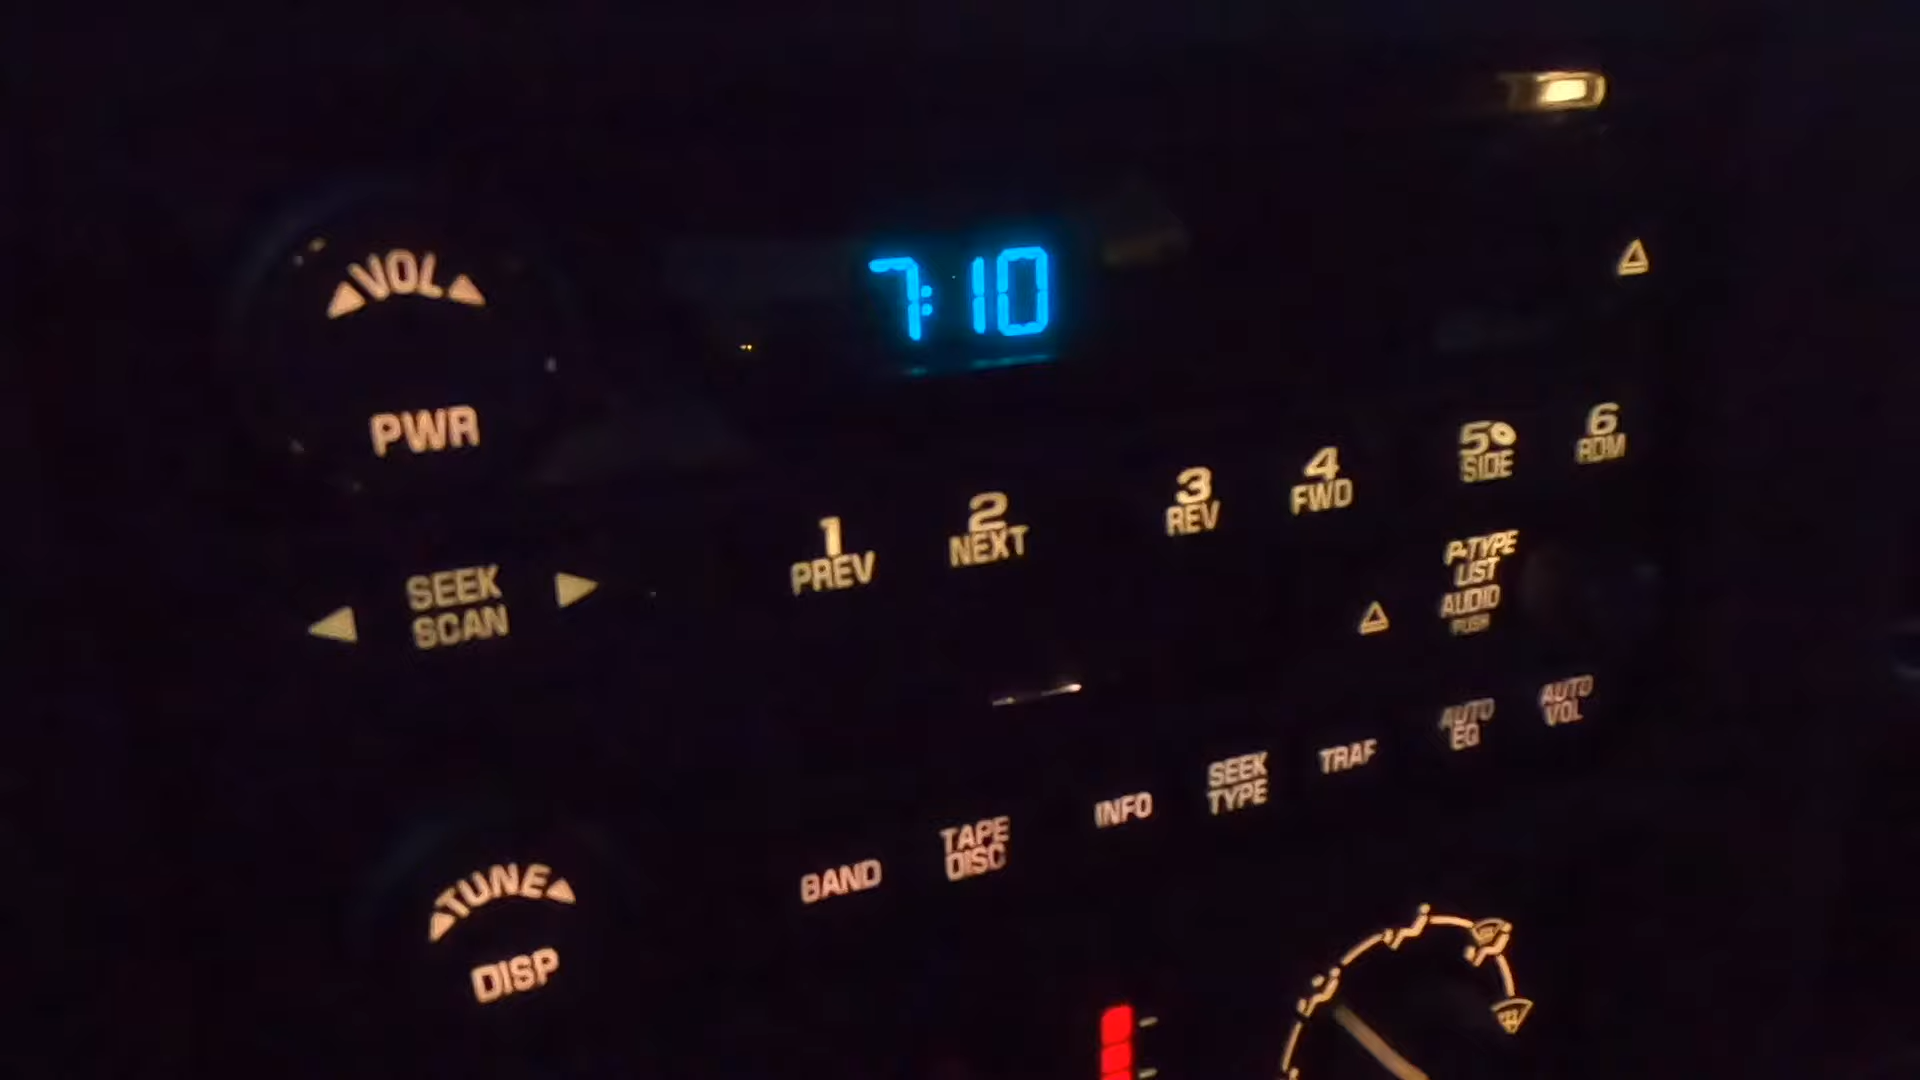 7:10
VOL
PWR
SEEK
SCAN
1
PREV
2
NEXT
3
REV
4
FWD
5
SIDE
6
RDM
P-TYPE
LIST
AUDIO
PUSH
BAND
TAPE
DISC
INFO
SEEK
TYPE
TRAF
AUTO
EQ
AUTO
VOL
TUNE
DISP